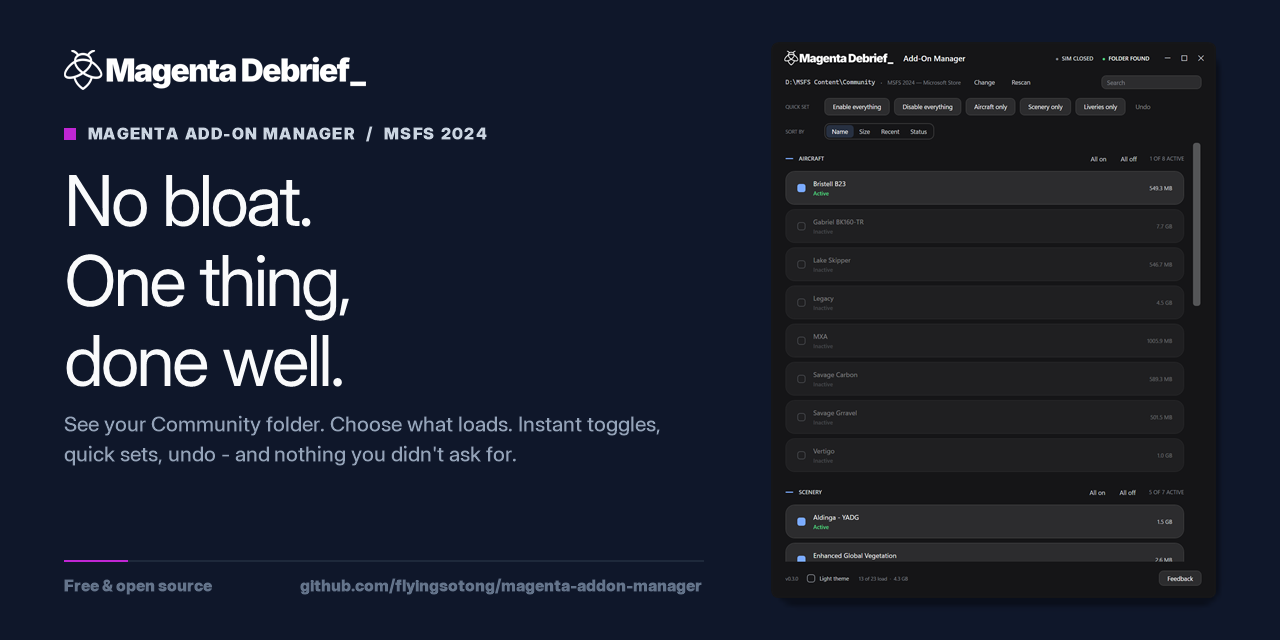 Magenta Debrief_
MAGENTA ADD-ON MANAGER / MSFS 2024
No bloat.
One thing,
done well.
See your Community folder. Choose what loads. Instant toggles,
quick sets, undo - and nothing you didn't ask for.
Free & open source
github.com/flyingsotong/magenta-addon-manager
Magenta Debrief_ Add-On Manager
SIM CLOSED
FOLDER FOUND
D:\MSFS Content\Community - MSFS 2024 — Microsoft Store Change Rescan
Search
QUICK SET Enable everything Disable everything Aircraft only Scenery only Liveries only Undo
SORT BY Name Size Recent Status
AIRCRAFT All on All off 1 OF 8 ACTIVE
Bristell B23
Active
549.3 MB
Gabriel BK160-TR
Inactive
7.7 GB
Lake Skipper
Inactive
546.7 MB
Legacy
Inactive
4.5 GB
MXA
Inactive
1005.9 MB
Savage Carbon
Inactive
589.3 MB
Savage Grravel
Inactive
501.5 MB
Vertigo
Inactive
1.0 GB
SCENERY All on All off 5 OF 7 ACTIVE
Aldinga - YADG
Active
1.5 GB
Enhanced Global Vegetation
2.6 MB
v0.3.0 Light theme 13 of 23 load · 4.3 GB Feedback